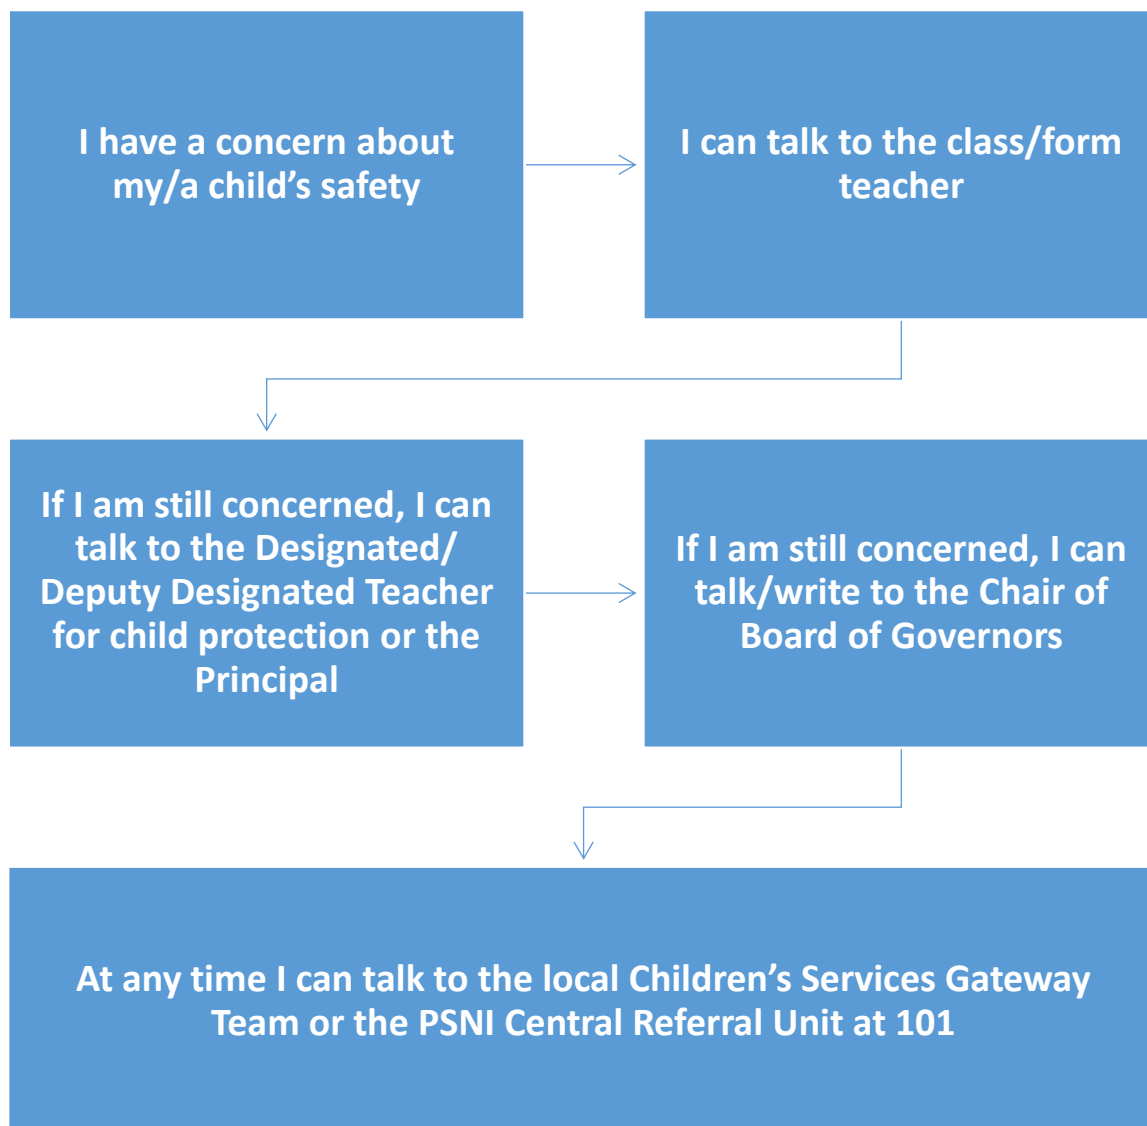 I have a concern about
my/a child’s safety
I can talk to the class/form
teacher
If I am still concerned, I can
talk to the Designated/
Deputy Designated Teacher
for child protection or the
Principal
If I am still concerned, I can
talk/write to the Chair of
Board of Governors
At any time I can talk to the local Children’s Services Gateway
Team or the PSNI Central Referral Unit at 101